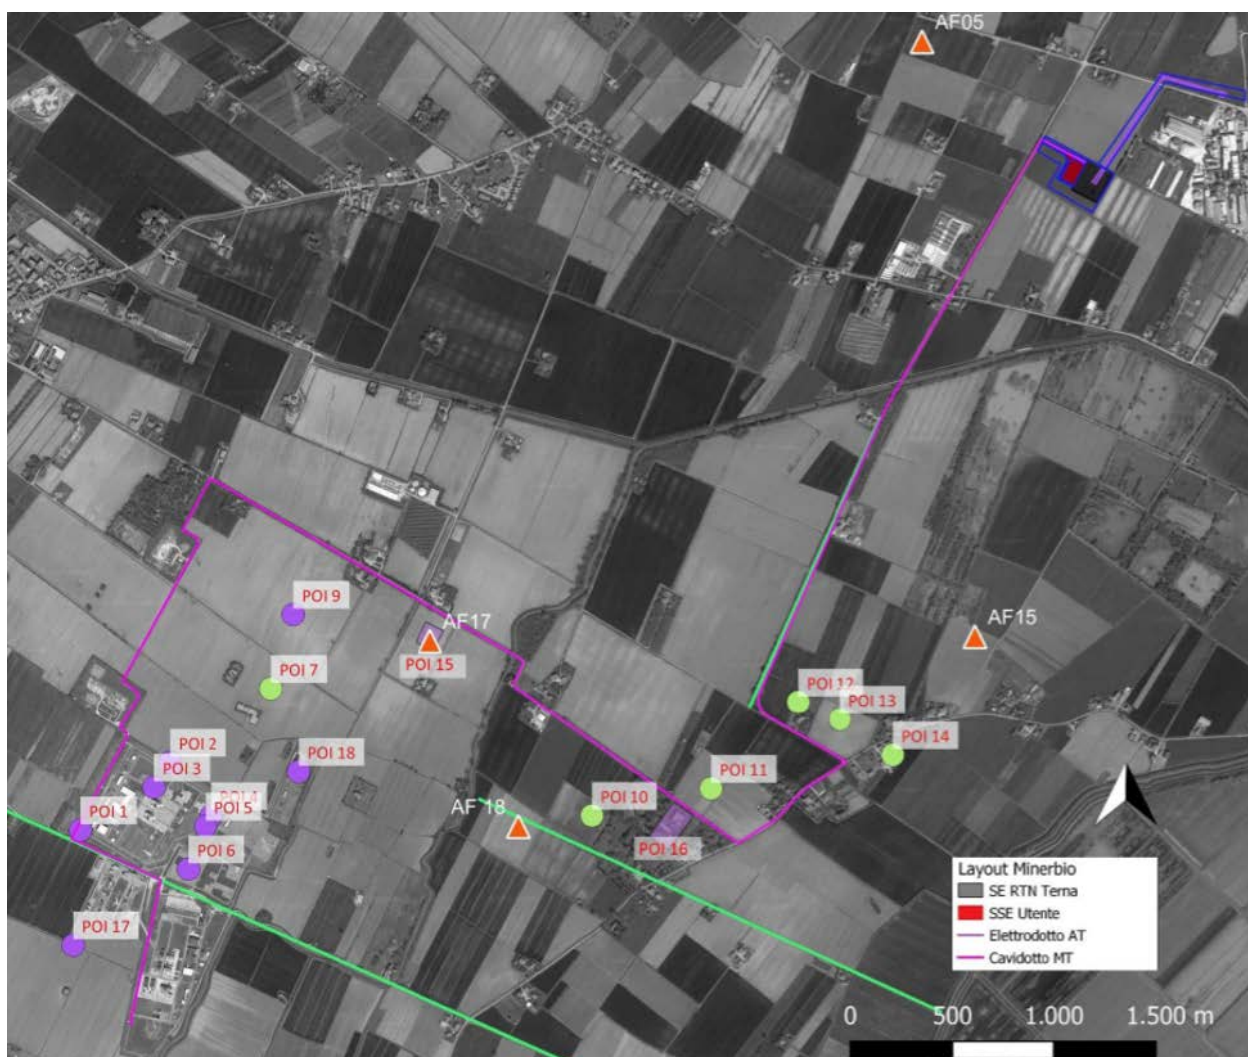 AF05
POI 9
AF17
POI 15
AF15
POI 7
POI 12
POI 13
POI 2
POI 18
POI 14
POI 3
POI 11
POI 1
POI 4
POI 5
AF 18
POI 10
POI 6
POI 16
POI 17
Layout Minerbio
SE RTN Terna
SSE Utente
Elettrodotto AT
Cavidotto MT
0 500 1.000 1.500 m